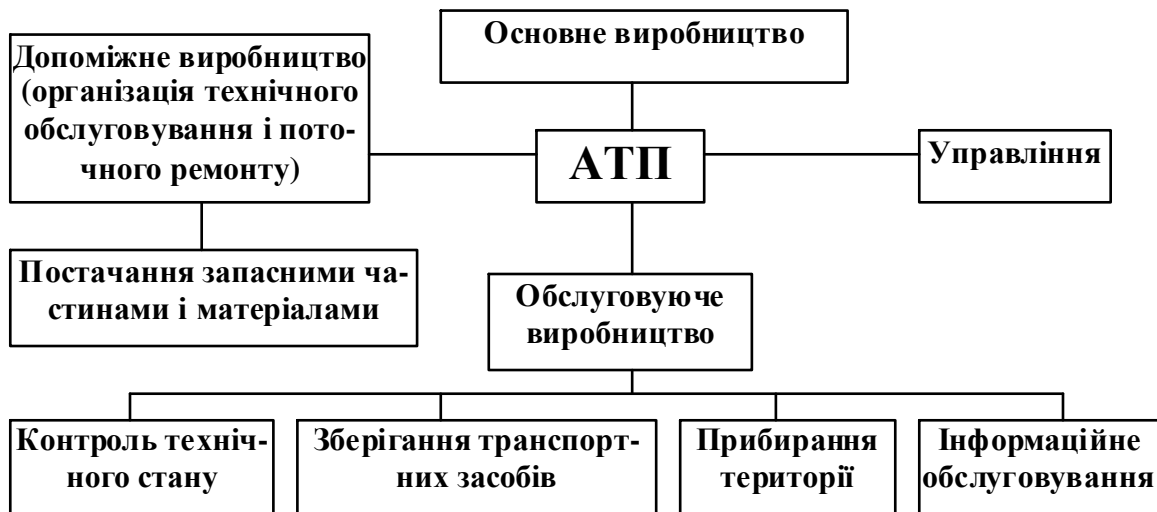 Основне виробництво
Допоміжне виробництво
(організація технічного
обслуговування і пото-
чного ремонту)
АТП
Управління
Постачання запасними ча-
стинами і матеріалами
Обслуговуюче
виробництво
Контроль техніч-
ного стану
Зберігання транспорт-
них засобів
Прибирання
території
Інформаційне
обслуговування